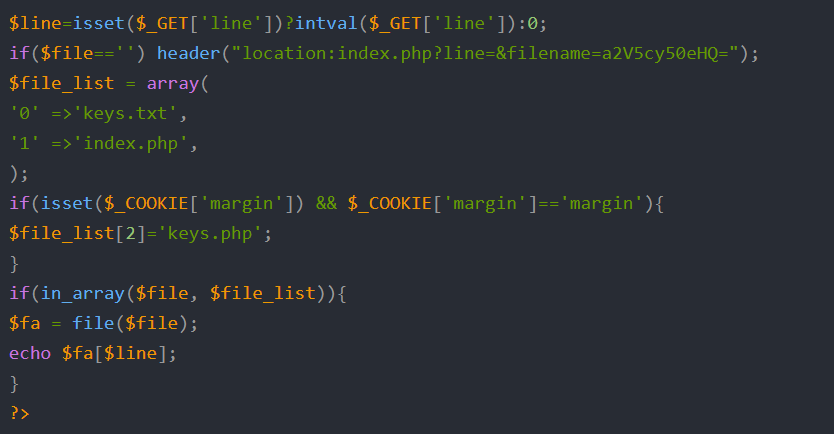 $line=isset($_GET['line'])?intval($_GET['line']):0;
if($file=='') header("location:index.php?line=&filename=a2V5cy50eHQ=");
$file_list = array(
'0' =>'keys.txt',
'1' =>'index.php',
);
if(isset($_COOKIE['margin']) && $_COOKIE['margin']=='margin'){
$file_list[2]='keys.php';
}
if(in_array($file, $file_list)){
$fa = file($file);
echo $fa[$line];
}
?>